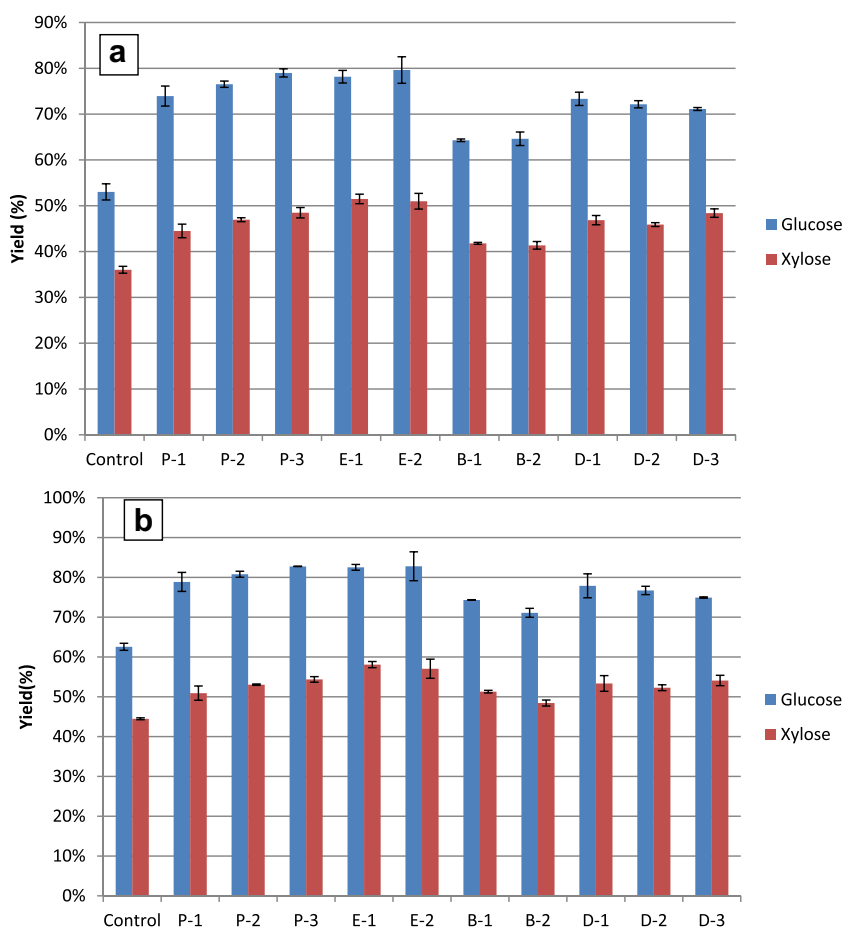 90%
a
80%
70%
60%
50%
40%
30%
20%
10%
0%
Yield (%)
Control P-1 P-2 P-3 E-1 E-2 B-1 B-2 D-1 D-2 D-3
Glucose
Xylose
100%
b
90%
80%
70%
60%
50%
40%
30%
20%
10%
0%
Yield(%)
Control P-1 P-2 P-3 E-1 E-2 B-1 B-2 D-1 D-2 D-3
Glucose
Xylose